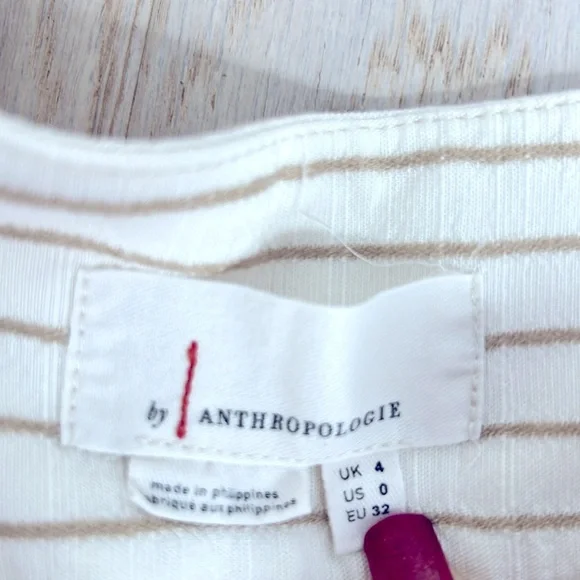 by ANTHROPOLOGIE
made in philippines
fabriqué aux philippines
UK 4
US 0
EU 32